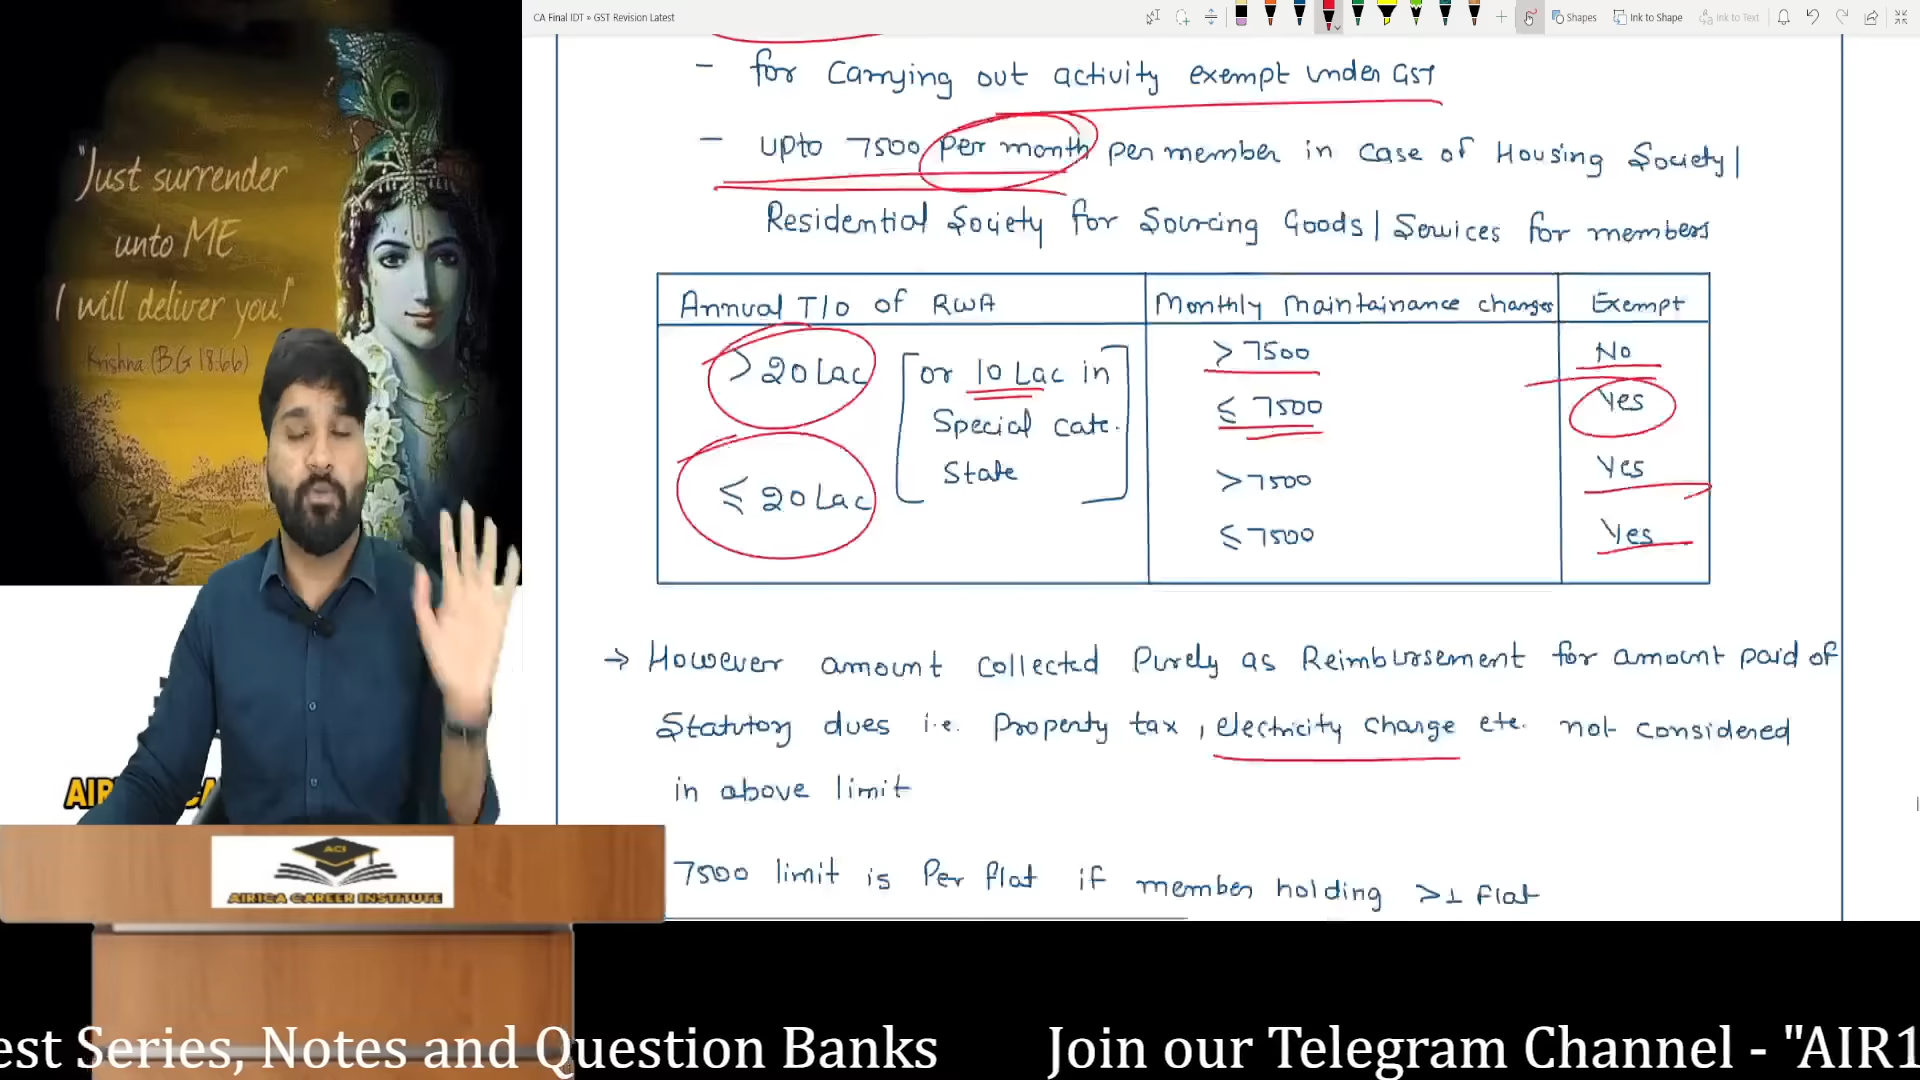 CA Final IDT » GST Revision Latest
Shapes
Ink to Shape
Ink to Text
"Just surrender
unto ME
I will deliver you!"
Krishna (B.G 18:66)
- for Carrying out activity exempt under GST
- upto 7500 per month per member in case of Housing Society|
Residential Society for Sourcing Goods | Services for members
Annual T/o of RWA
Monthly maintainance charges
Exempt
> 20 Lac
≤ 20 Lac
[or 10 Lac in
Special cate.
State]
> 7500
No
≤ 7500
Yes
> 7500
Yes
≤ 7500
Yes
→ However amount collected Purely as Reimbursement for amount paid of
Statutory dues i.e. Property tax, electricity charge etc. not considered
in above limit
7500 limit is Per flat if member holding >1 flat
AIR
CA
ACI
AIR1CA CAREER INSTITUTE
est Series, Notes and Question Banks
Join our Telegram Channel - "AIR1